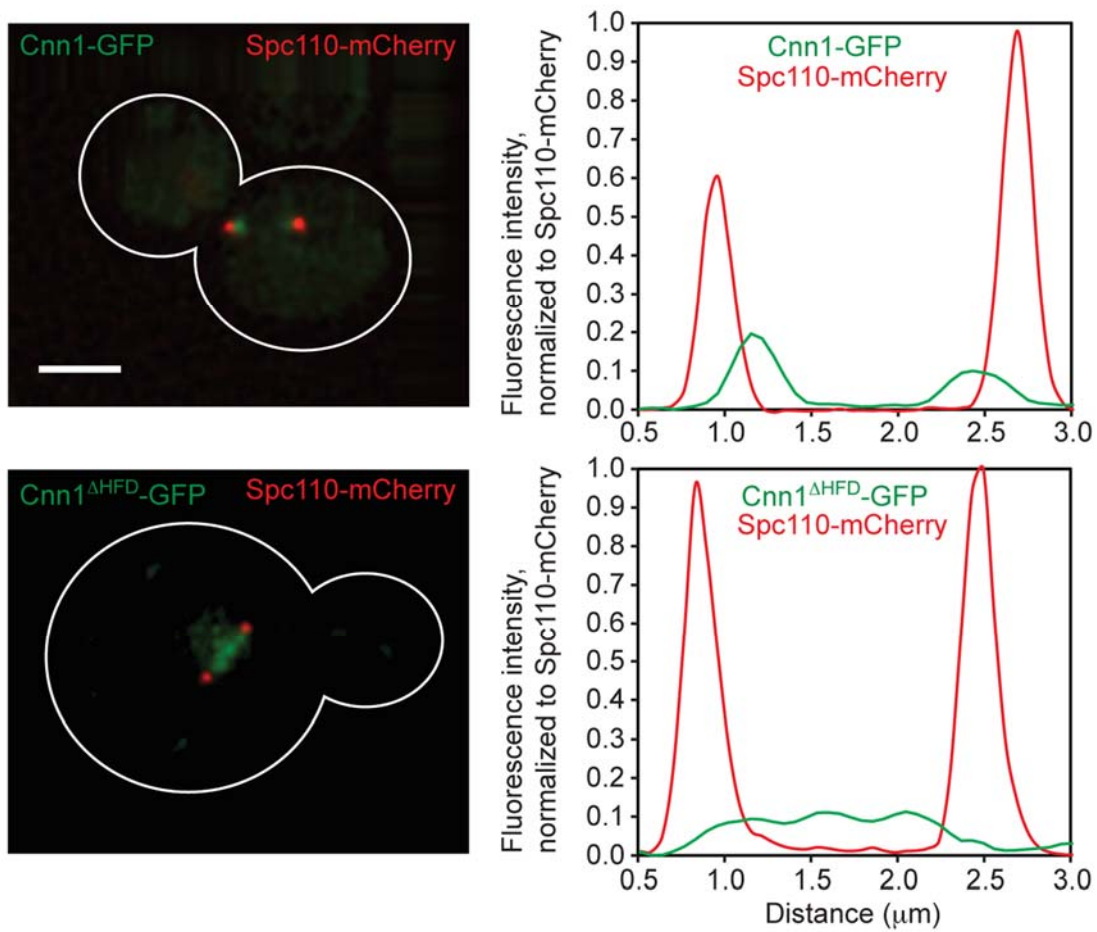 Cnn1-GFP Spc110-mCherry
Fluorescence intensity,
normalized to Spc110-mCherry
1.0
0.9
0.8
0.7
0.6
0.5
0.4
0.3
0.2
0.1
0.0
Cnn1-GFP
Spc110-mCherry
0.5 1.0 1.5 2.0 2.5 3.0
Cnn1ΔHFD-GFP Spc110-mCherry
Fluorescence intensity,
normalized to Spc110-mCherry
1.0
0.9
0.8
0.7
0.6
0.5
0.4
0.3
0.2
0.1
0.0
Cnn1ΔHFD-GFP
Spc110-mCherry
0.5 1.0 1.5 2.0 2.5 3.0
Distance (μm)